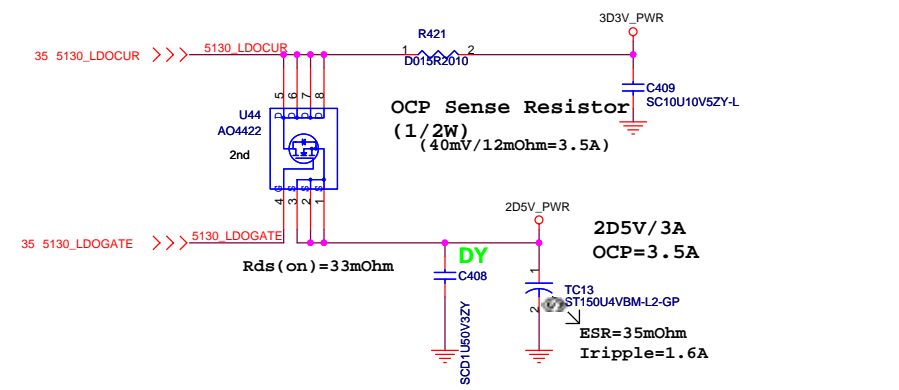 R421
3D3V_PWR
35 5130_LDOCUR
5130_LDOCUR
1
2
D015R2010
C409
SC10U10V5ZY-L
5
6
7
8
D
D
D
D
U44
AO4422
2nd
OCP Sense Resistor
(1/2W)
(40mV/12mOhm=3.5A)
G
S
S
S
4
3
2
1
2D5V_PWR
35 5130_LDOGATE
5130_LDOGATE
2D5V/3A
OCP=3.5A
Rds(on)=33mOhm
DY
C408
SCD1U50V3ZY
1
2
TC13
ST150U4VBM-L2-GP
ESR=35mOhm
Iripple=1.6A